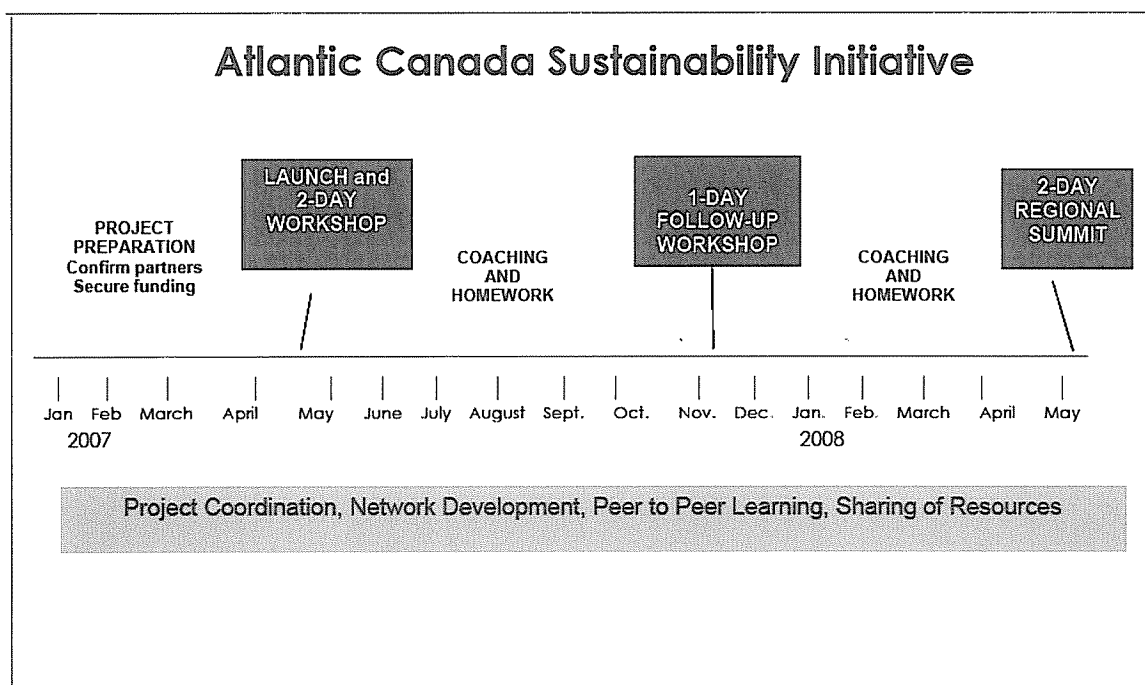 Atlantic Canada Sustainability Initiative
LAUNCH and
2-DAY
WORKSHOP
1-DAY
FOLLOW-UP
WORKSHOP
2-DAY
REGIONAL
SUMMIT
PROJECT
PREPARATION
Confirm partners
Secure funding
COACHING
AND
HOMEWORK
COACHING
AND
HOMEWORK
Jan Feb March April May June July August Sept. Oct. Nov. Dec. Jan. Feb. March April May
2007 2008
Project Coordination, Network Development, Peer to Peer Learning, Sharing of Resources